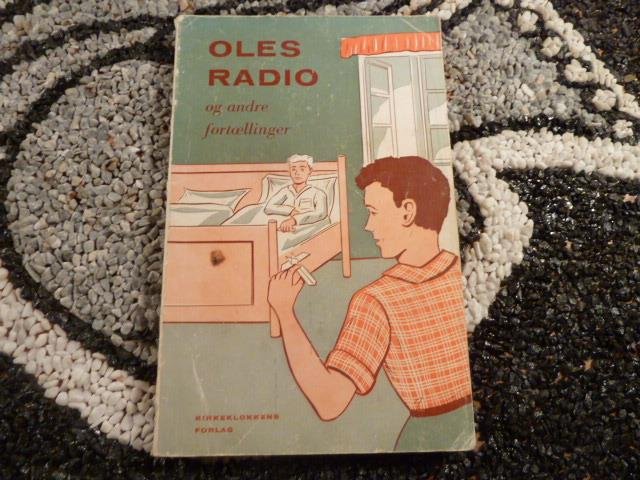 OLES
RADIO
og andre
fortællinger
KIRKEKLOKKENS
FORLAG